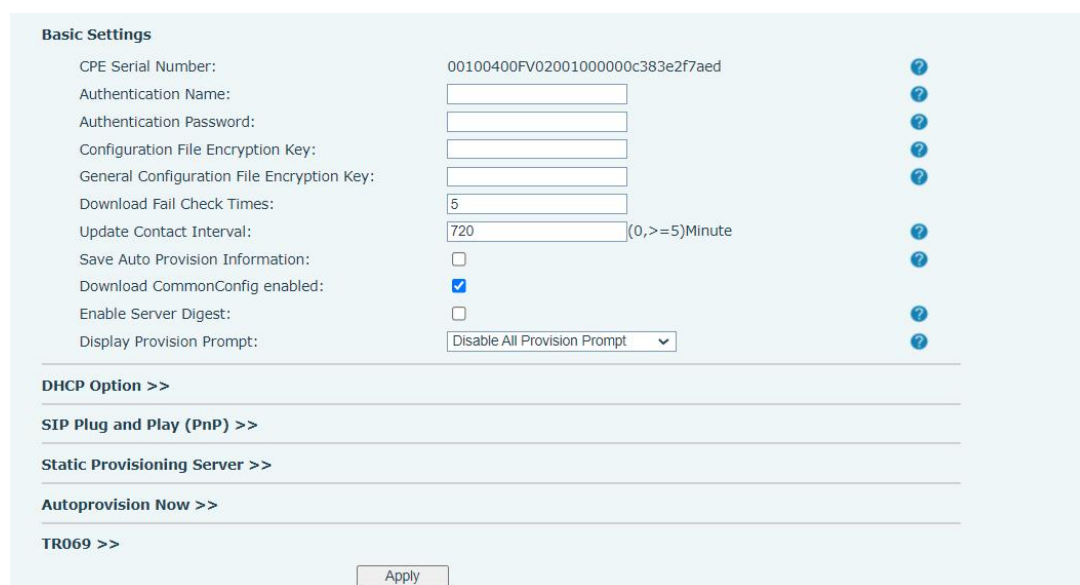 Basic Settings
CPE Serial Number: 00100400FV02001000000c383e2f7aed
Authentication Name:
Authentication Password:
Configuration File Encryption Key:
General Configuration File Encryption Key:
Download Fail Check Times: 5
Update Contact Interval: 720 (0,>=5)Minute
Save Auto Provision Information:
Download CommonConfig enabled:
Enable Server Digest:
Display Provision Prompt: Disable All Provision Prompt
DHCP Option >>
SIP Plug and Play (PnP) >>
Static Provisioning Server >>
Autoprovision Now >>
TR069 >>
Apply